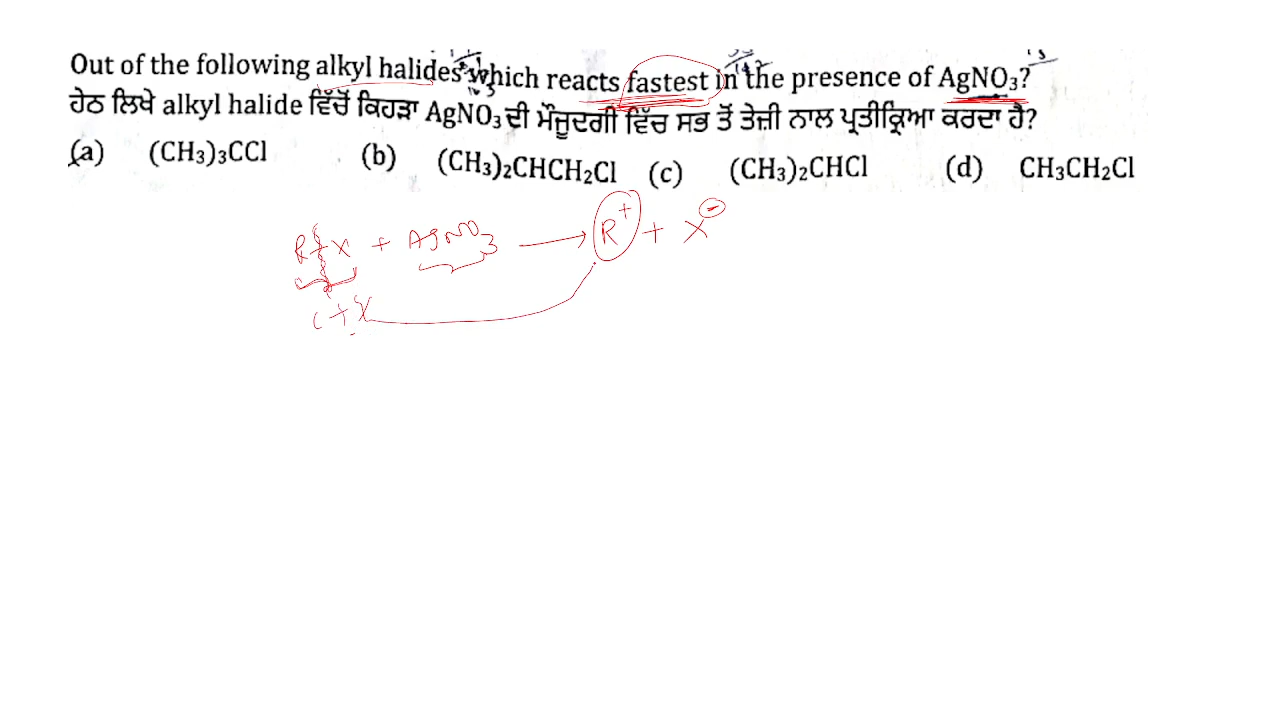 Out of the following alkyl halides which reacts fastest in the presence of AgNO₃?
ਹੇਠ ਲਿਖੇ alkyl halide ਵਿੱਚੋਂ ਕਿਹੜਾ AgNO₃ ਦੀ ਮੌਜੂਦਗੀ ਵਿੱਚ ਸਭ ਤੋਂ ਤੇਜ਼ੀ ਨਾਲ ਪ੍ਰਤੀਕ੍ਰਿਆ ਕਰਦਾ ਹੈ?
(a) (CH₃)₃CCl (b) (CH₃)₂CHCH₂Cl (c) (CH₃)₂CHCl (d) CH₃CH₂Cl
R-X + AgNO₃ → R⁺ + X⁻